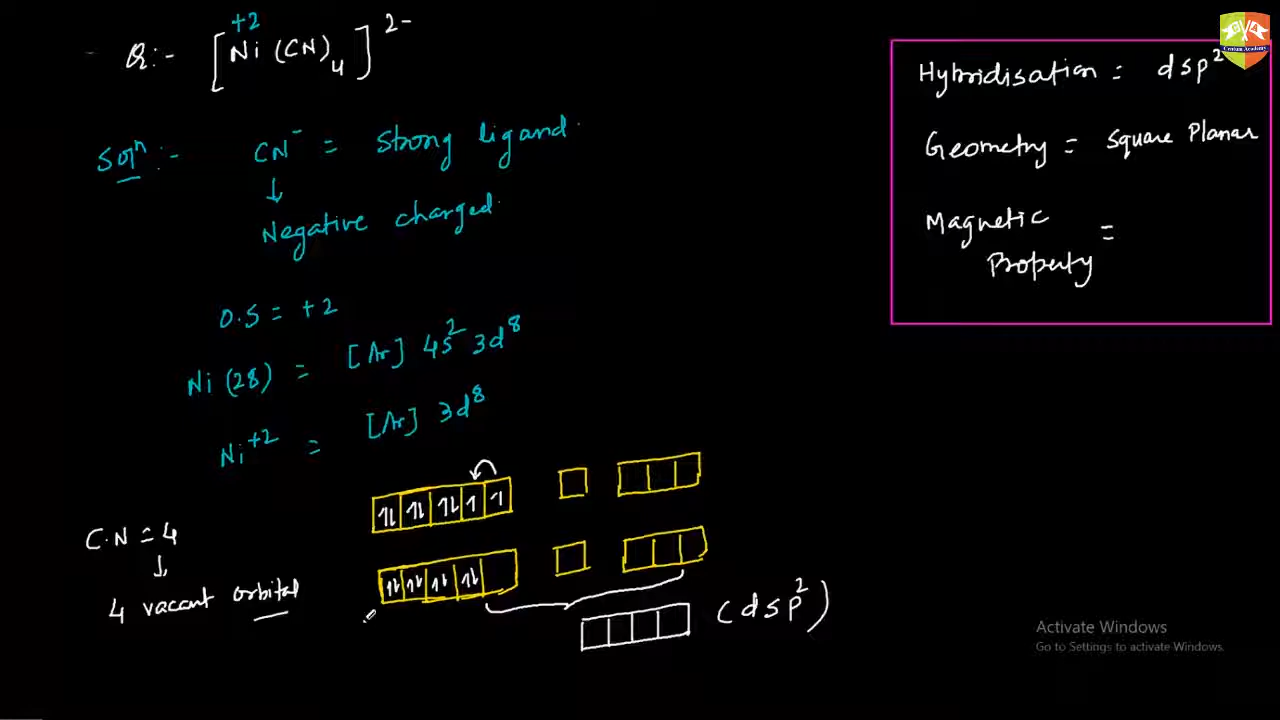 Q:- [Ni(CN)4]2-
+2
Soln:- CN- = Strong ligand.
↓
Negative charged.
O.S = +2
Ni (28) = [Ar] 4s2 3d8
Ni+2 = [Ar] 3d8
C.N = 4
↓
4 vacant orbital
(dsp2)
Hybridisation = dsp2
Geometry = Square Planar
Magnetic
Property =
Centum Academy
Activate Windows
Go to Settings to activate Windows.